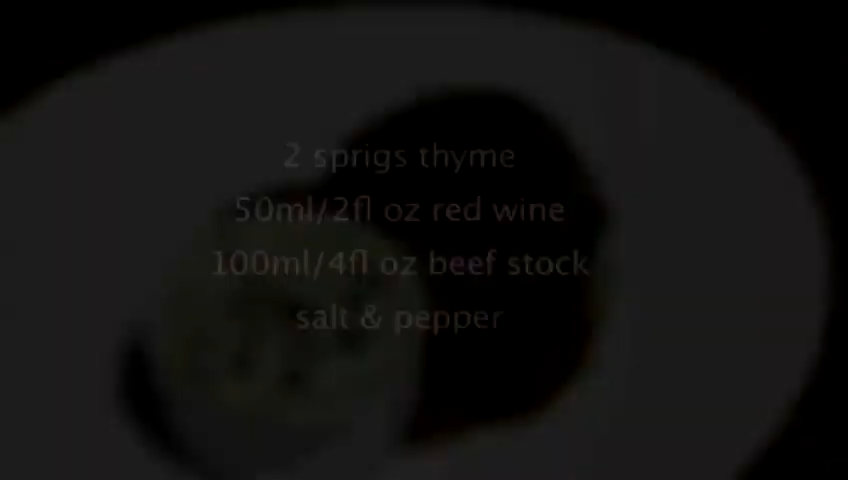 2 sprigs thyme
50ml/2fl oz red wine
100ml/4fl oz beef stock
salt & pepper